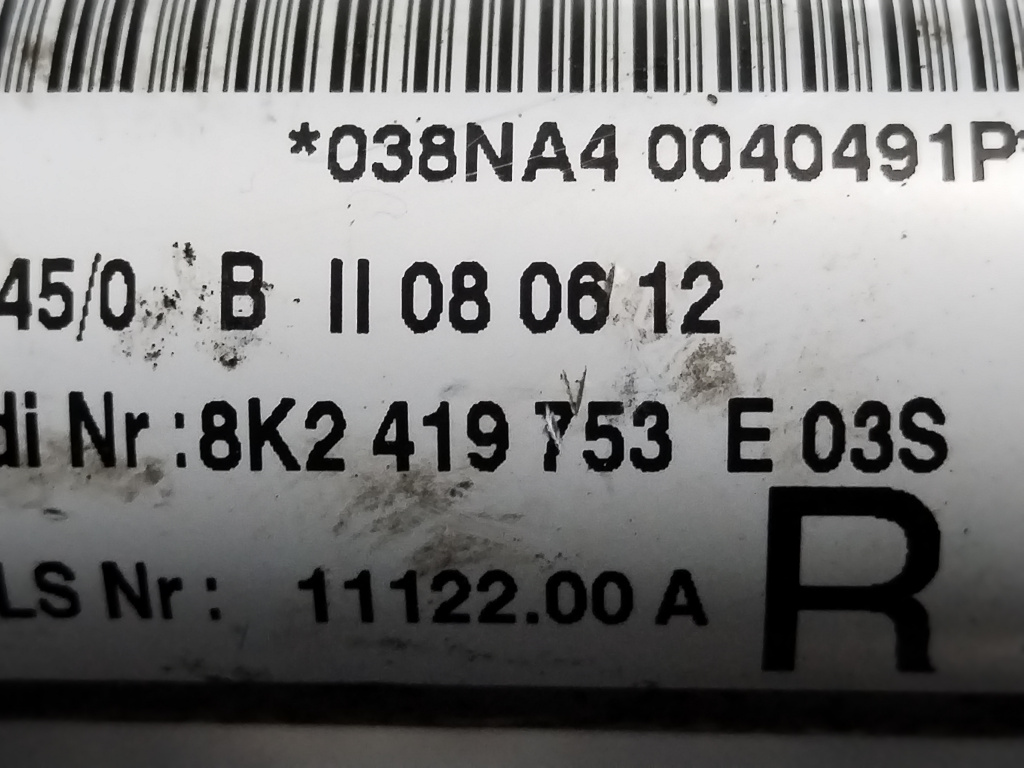 *038NA4 0040491P*
45/0 B II 08 06 12
di Nr :8K2 419 753 E 03S
LS Nr : 11122.00 A
R